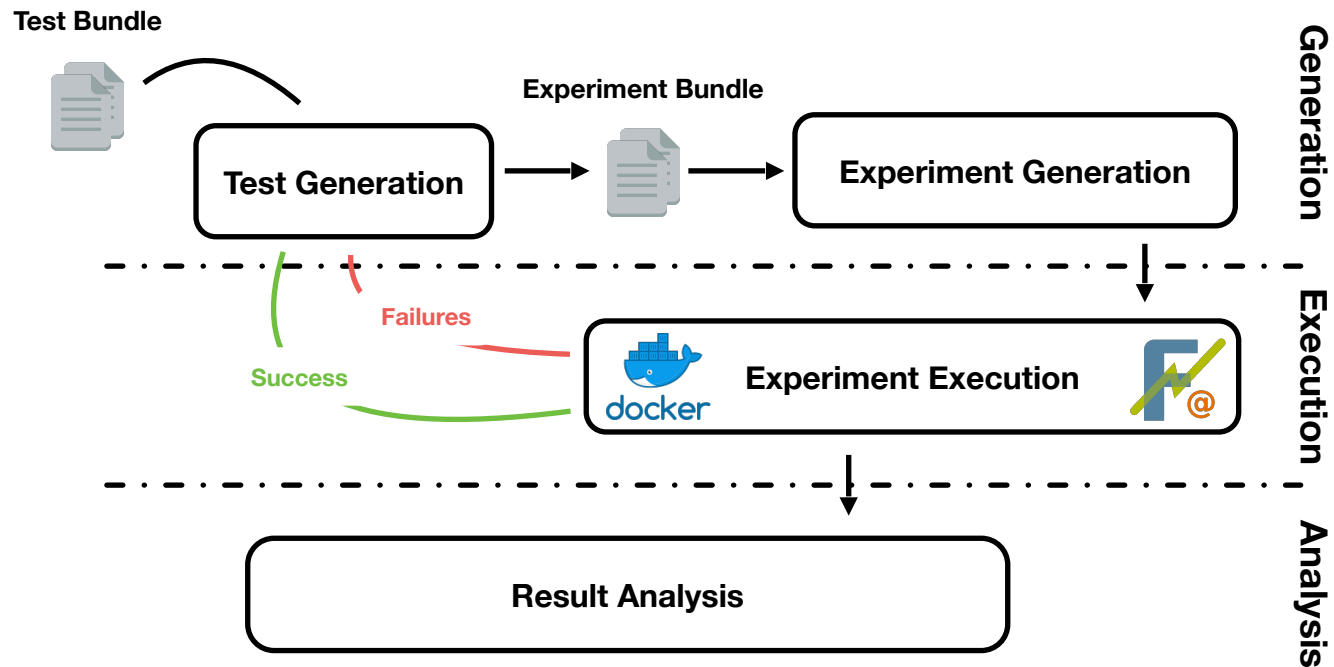 Test Bundle
Experiment Bundle
Test Generation
Experiment Generation
Generation
Failures
Success
docker
Experiment Execution
F
@
Execution
Result Analysis
Analysis